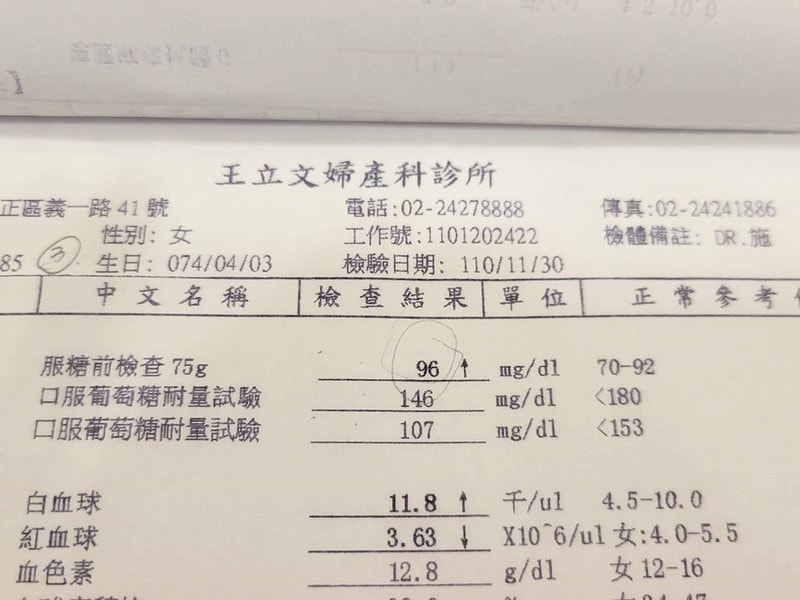 王立文婦產科診所
正區義一路 41 號 電話:02-24278888 傳真:02-24241886
性別: 女 工作號:1101202422 檢體備註: DR.施
85 3 生日: 074/04/03 檢驗日期: 110/11/30
中文名稱 檢查結果 單位 正常參考
服糖前檢查 75g 96 ↑ mg/dl 70-92
口服葡萄糖耐量試驗 146 mg/dl <180
口服葡萄糖耐量試驗 107 mg/dl <153
白血球 11.8 ↑ 千/ul 4.5-10.0
紅血球 3.63 ↓ X10^6/ul 女:4.0-5.5
血色素 12.8 g/dl 女 12-16